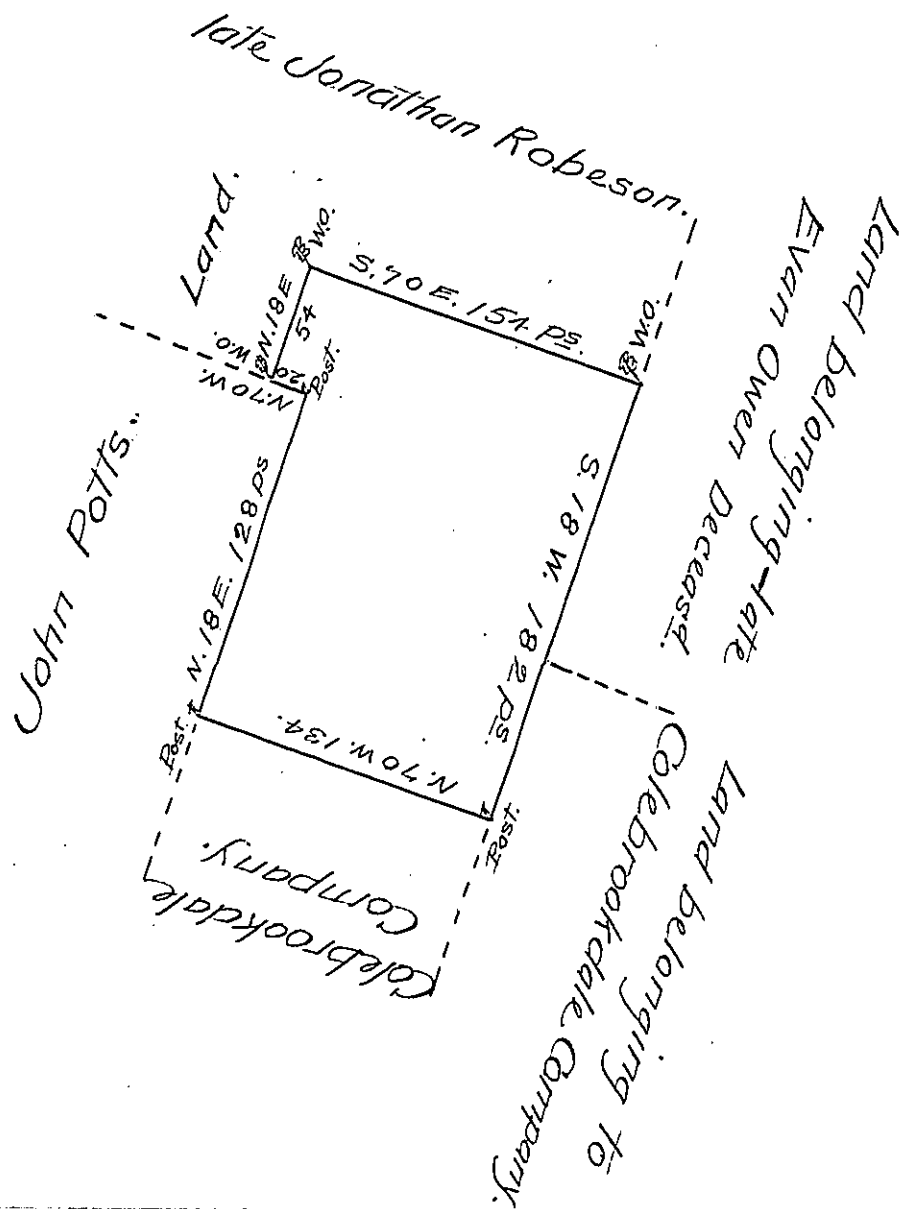 late Jonathan Robeson.
Land.
W.O.
S. 70 E. 154 ps.
W.O.
N. 18 E
54
W.O.
20
Post.
N. 70 W.
John Potts.
N. 18 E. 128 ps
S. 18 W. 182 ps.
Land belonging late
Evan Owen Deceasd.
Post.
N. 70 W. 134.
Post.
Colebrookdale
Company.
Land belonging to
Colebrookdale Company.